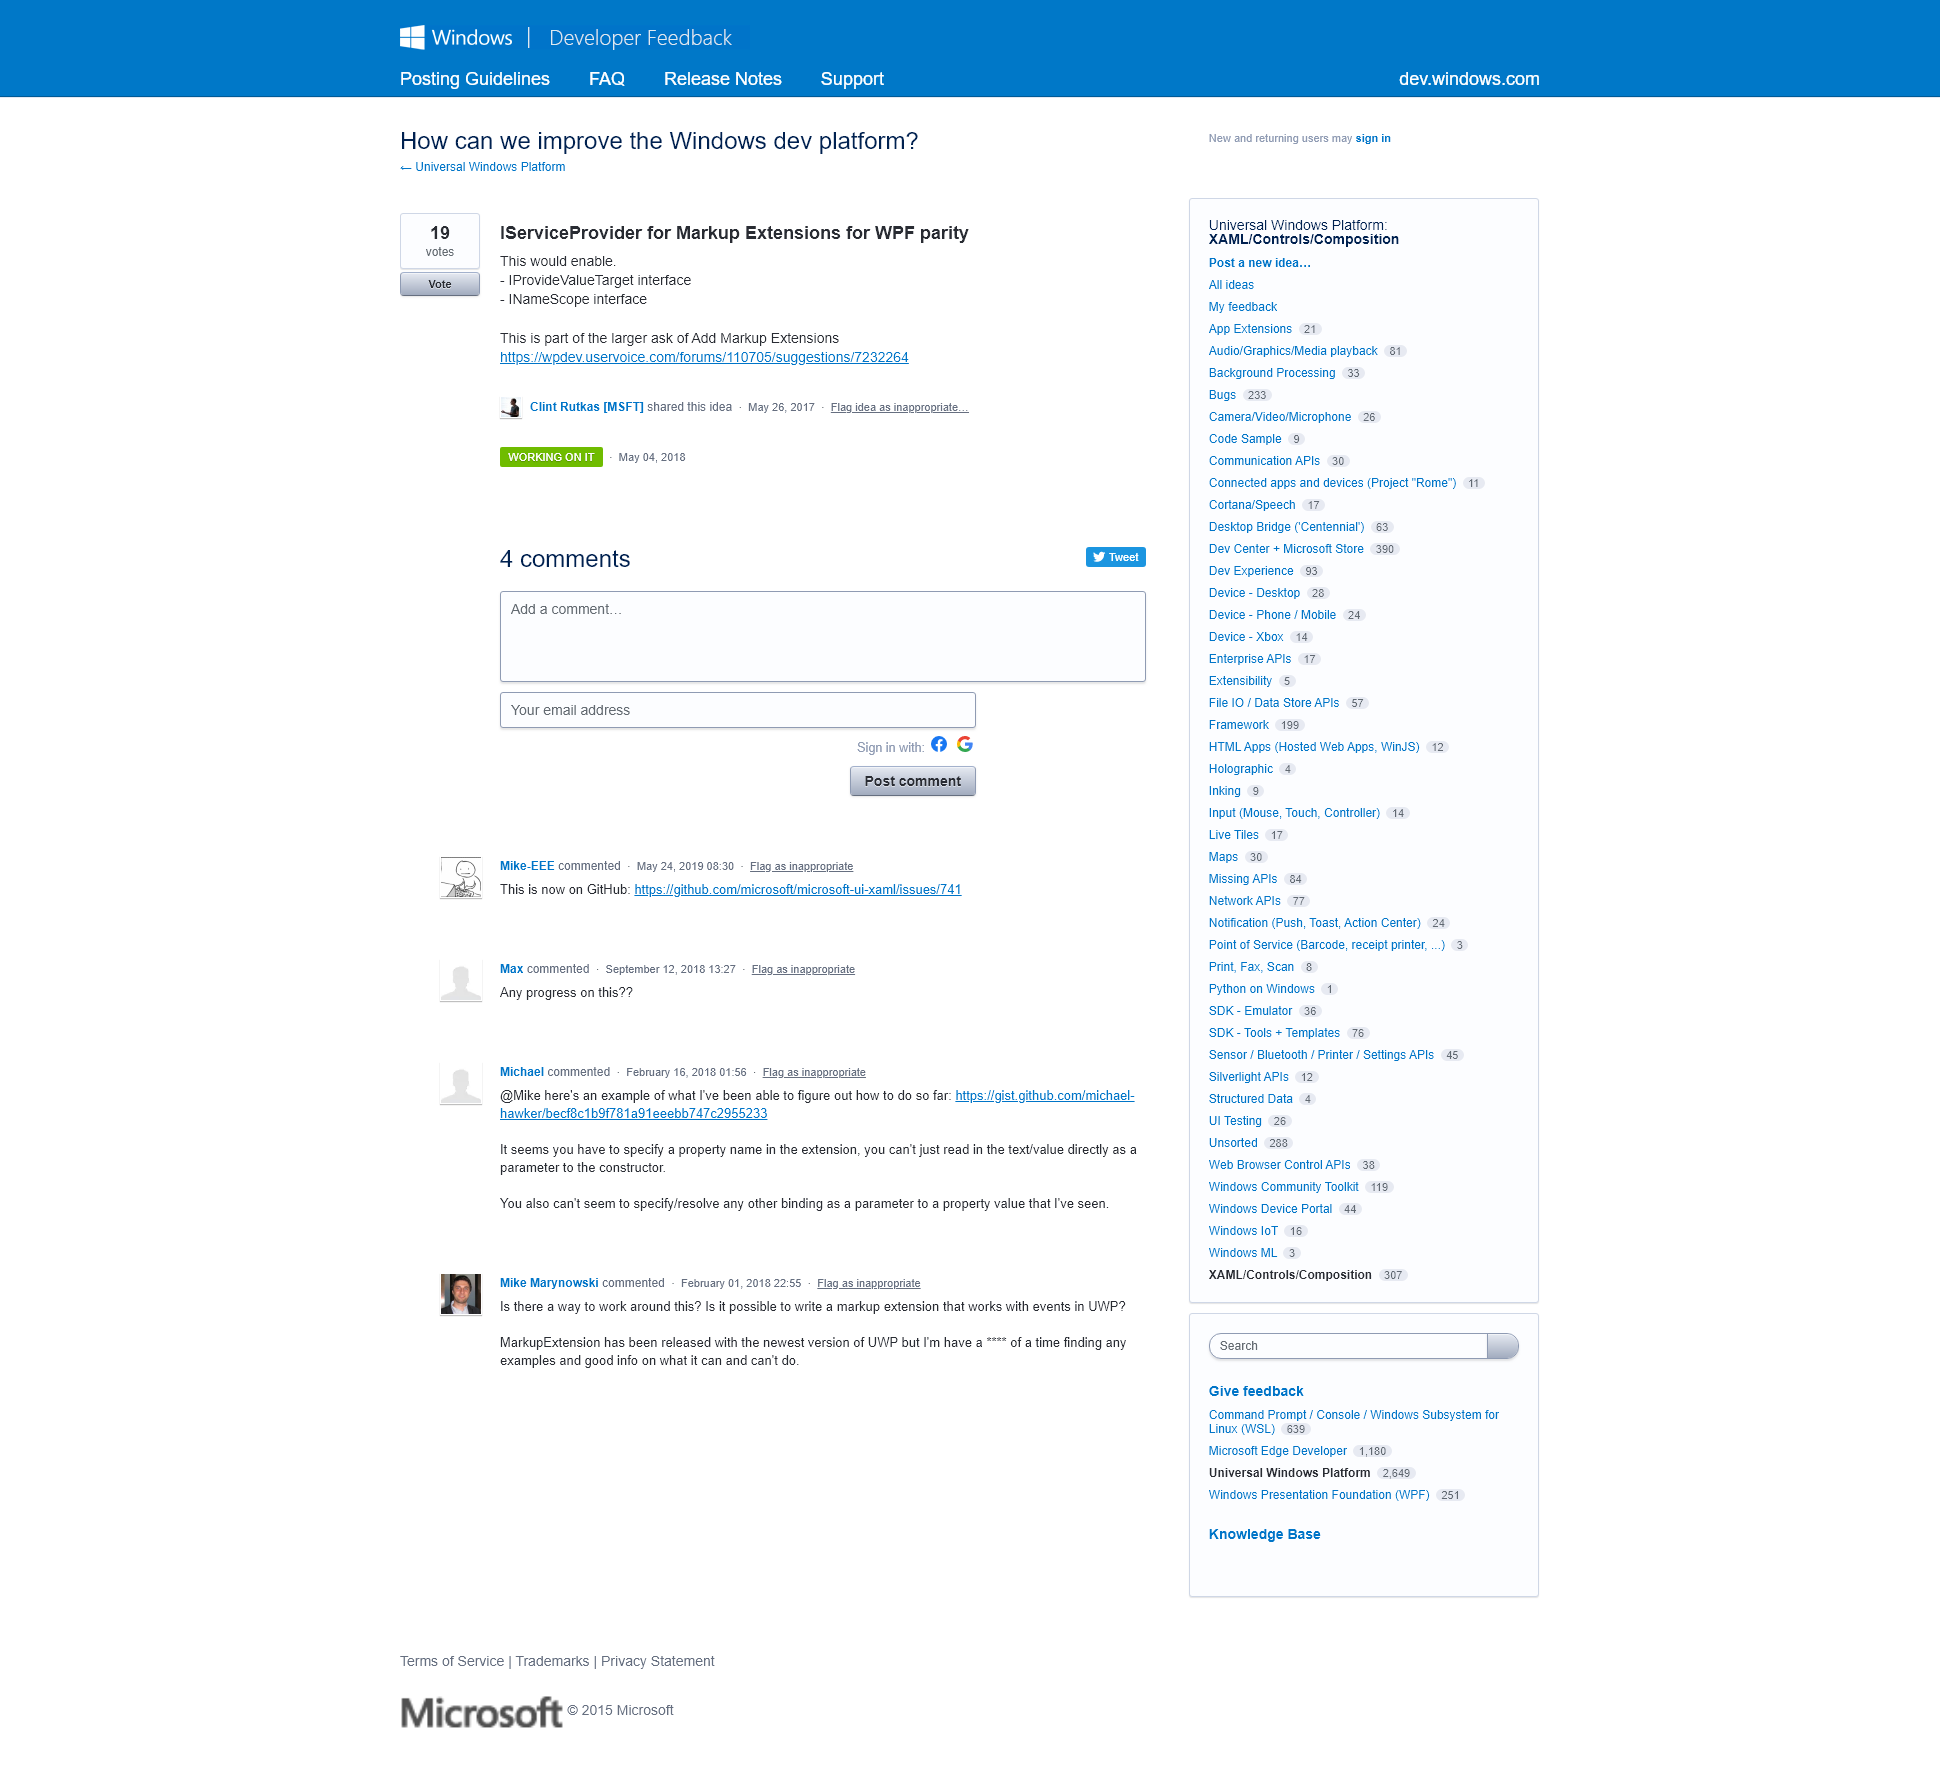 Windows | Developer Feedback
Posting Guidelines FAQ Release Notes Support dev.windows.com
How can we improve the Windows dev platform?
← Universal Windows Platform
New and returning users may sign in
19
votes
Vote
IServiceProvider for Markup Extensions for WPF parity
This would enable.
- IProvideValueTarget interface
- INameScope interface
This is part of the larger ask of Add Markup Extensions
https://wpdev.uservoice.com/forums/110705/suggestions/7232264
Clint Rutkas [MSFT] shared this idea · May 26, 2017 · Flag idea as inappropriate…
WORKING ON IT · May 04, 2018
4 comments
Tweet
Add a comment…
Your email address
Sign in with:
Post comment
Mike-EEE commented · May 24, 2019 08:30 · Flag as inappropriate
This is now on GitHub: https://github.com/microsoft/microsoft-ui-xaml/issues/741
Max commented · September 12, 2018 13:27 · Flag as inappropriate
Any progress on this??
Michael commented · February 16, 2018 01:56 · Flag as inappropriate
@Mike here's an example of what I've been able to figure out how to do so far: https://gist.github.com/michael-
hawker/becf8c1b9f781a91eeebb747c2955233
It seems you have to specify a property name in the extension, you can't just read in the text/value directly as a
parameter to the constructor.
You also can't seem to specify/resolve any other binding as a parameter to a property value that I've seen.
Mike Marynowski commented · February 01, 2018 22:55 · Flag as inappropriate
Is there a way to work around this? Is it possible to write a markup extension that works with events in UWP?
MarkupExtension has been released with the newest version of UWP but I'm have a **** of a time finding any
examples and good info on what it can and can't do.
Universal Windows Platform:
XAML/Controls/Composition
Post a new idea…
All ideas
My feedback
App Extensions 21
Audio/Graphics/Media playback 81
Background Processing 33
Bugs 233
Camera/Video/Microphone 26
Code Sample 9
Communication APIs 30
Connected apps and devices (Project "Rome") 11
Cortana/Speech 17
Desktop Bridge ('Centennial') 63
Dev Center + Microsoft Store 390
Dev Experience 93
Device - Desktop 28
Device - Phone / Mobile 24
Device - Xbox 14
Enterprise APIs 17
Extensibility 5
File IO / Data Store APIs 57
Framework 199
HTML Apps (Hosted Web Apps, WinJS) 12
Holographic 4
Inking 9
Input (Mouse, Touch, Controller) 14
Live Tiles 17
Maps 30
Missing APIs 84
Network APIs 77
Notification (Push, Toast, Action Center) 24
Point of Service (Barcode, receipt printer, ...) 3
Print, Fax, Scan 8
Python on Windows 1
SDK - Emulator 36
SDK - Tools + Templates 76
Sensor / Bluetooth / Printer / Settings APIs 45
Silverlight APIs 12
Structured Data 4
UI Testing 26
Unsorted 288
Web Browser Control APIs 38
Windows Community Toolkit 119
Windows Device Portal 44
Windows IoT 16
Windows ML 3
XAML/Controls/Composition 307
Search
Give feedback
Command Prompt / Console / Windows Subsystem for
Linux (WSL) 639
Microsoft Edge Developer 1,180
Universal Windows Platform 2,649
Windows Presentation Foundation (WPF) 251
Knowledge Base
Terms of Service | Trademarks | Privacy Statement
Microsoft © 2015 Microsoft